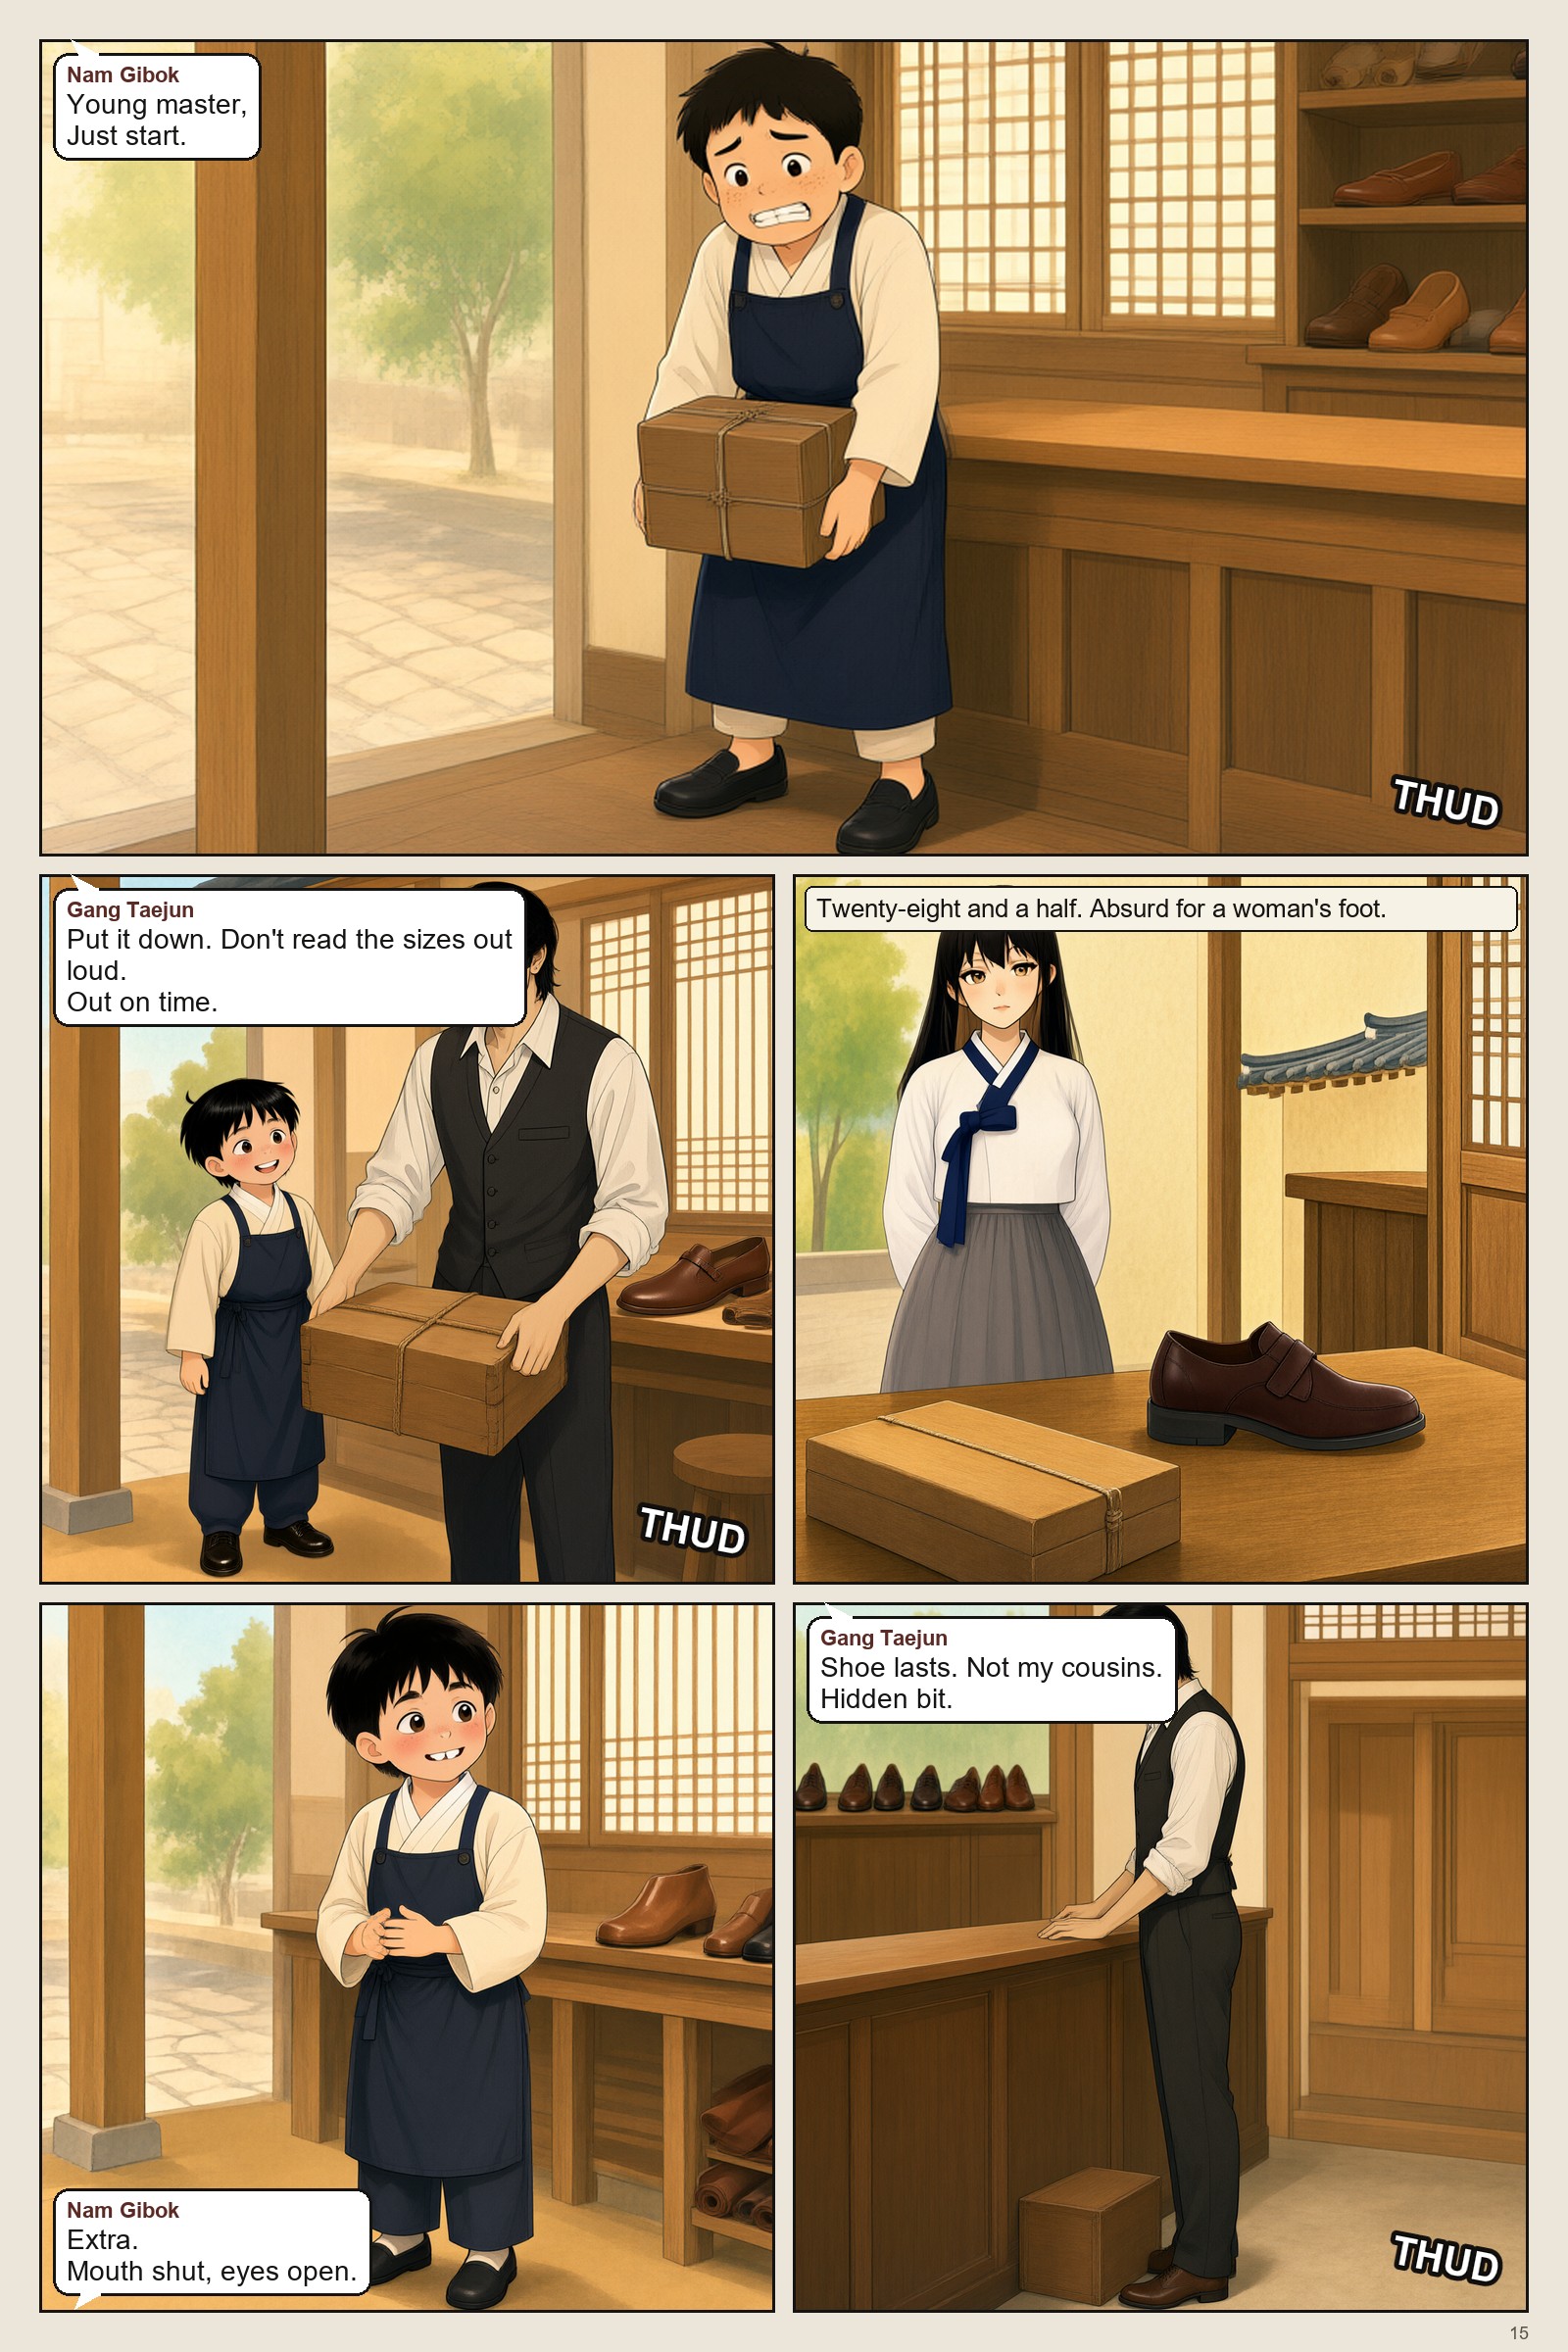 Nam Gibok
Young master,
Just start.
THUD
Gang Taejun
Put it down. Don't read the sizes out
loud.
Out on time.
THUD
Twenty-eight and a half. Absurd for a woman's foot.
Nam Gibok
Extra.
Mouth shut, eyes open.
Gang Taejun
Shoe lasts. Not my cousins.
Hidden bit.
THUD
15